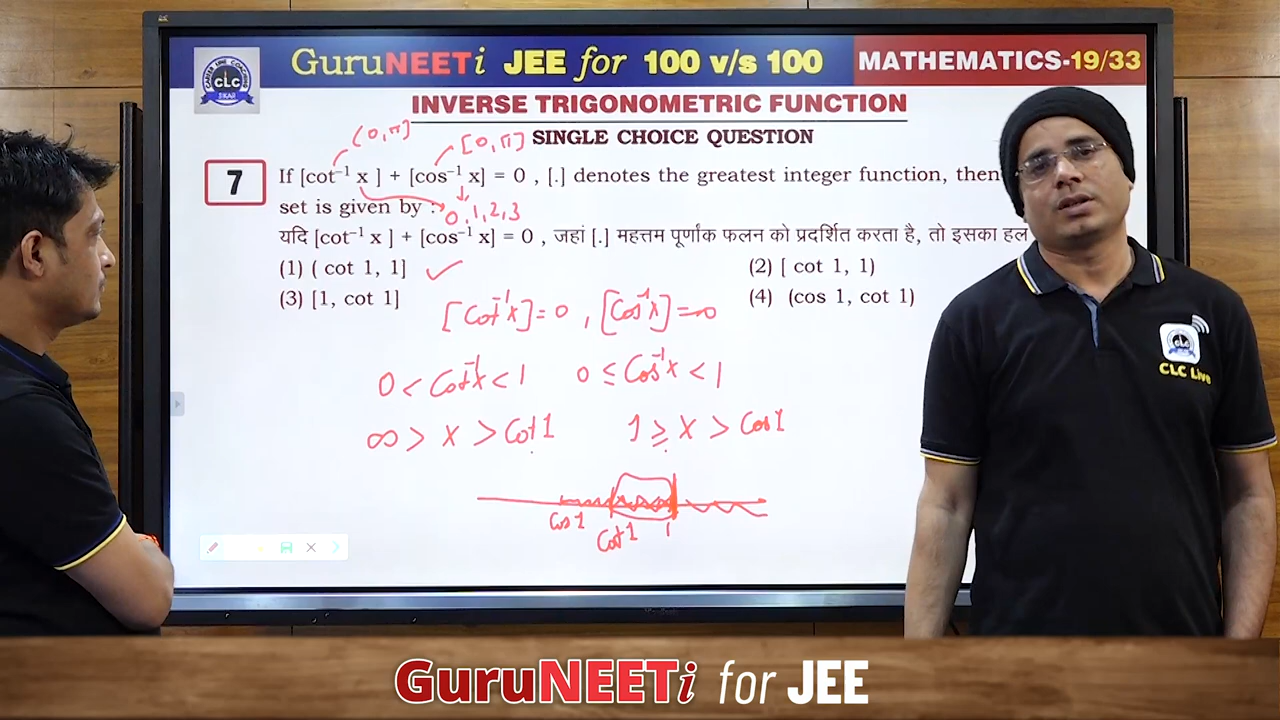 GuruNEETi JEE for 100 v/s 100
MATHEMATICS-19/33
CLC
SIKAR
INVERSE TRIGONOMETRIC FUNCTION
SINGLE CHOICE QUESTION
(0, π]
[0, π]
7
If [cot⁻¹ x ] + [cos⁻¹ x] = 0 , [.] denotes the greatest integer function, then
set is given by :
0, 1, 2, 3
यदि [cot⁻¹ x ] + [cos⁻¹ x] = 0 , जहां [.] महत्तम पूर्णांक फलन को प्रदर्शित करता है, तो इसका हल
(1) ( cot 1, 1] ✓
(2) [ cot 1, 1)
(3) [1, cot 1]
(4) (cos 1, cot 1)
[Cot⁻¹x] = 0 , [Cos⁻¹x] = 0
0 < Cot⁻¹x < 1 0 ≤ Cos⁻¹x < 1
∞ > x > Cot 1 1 ≥ x > Cos 1
Cos 1 Cot 1 1
CLC Live
GuruNEETi for JEE